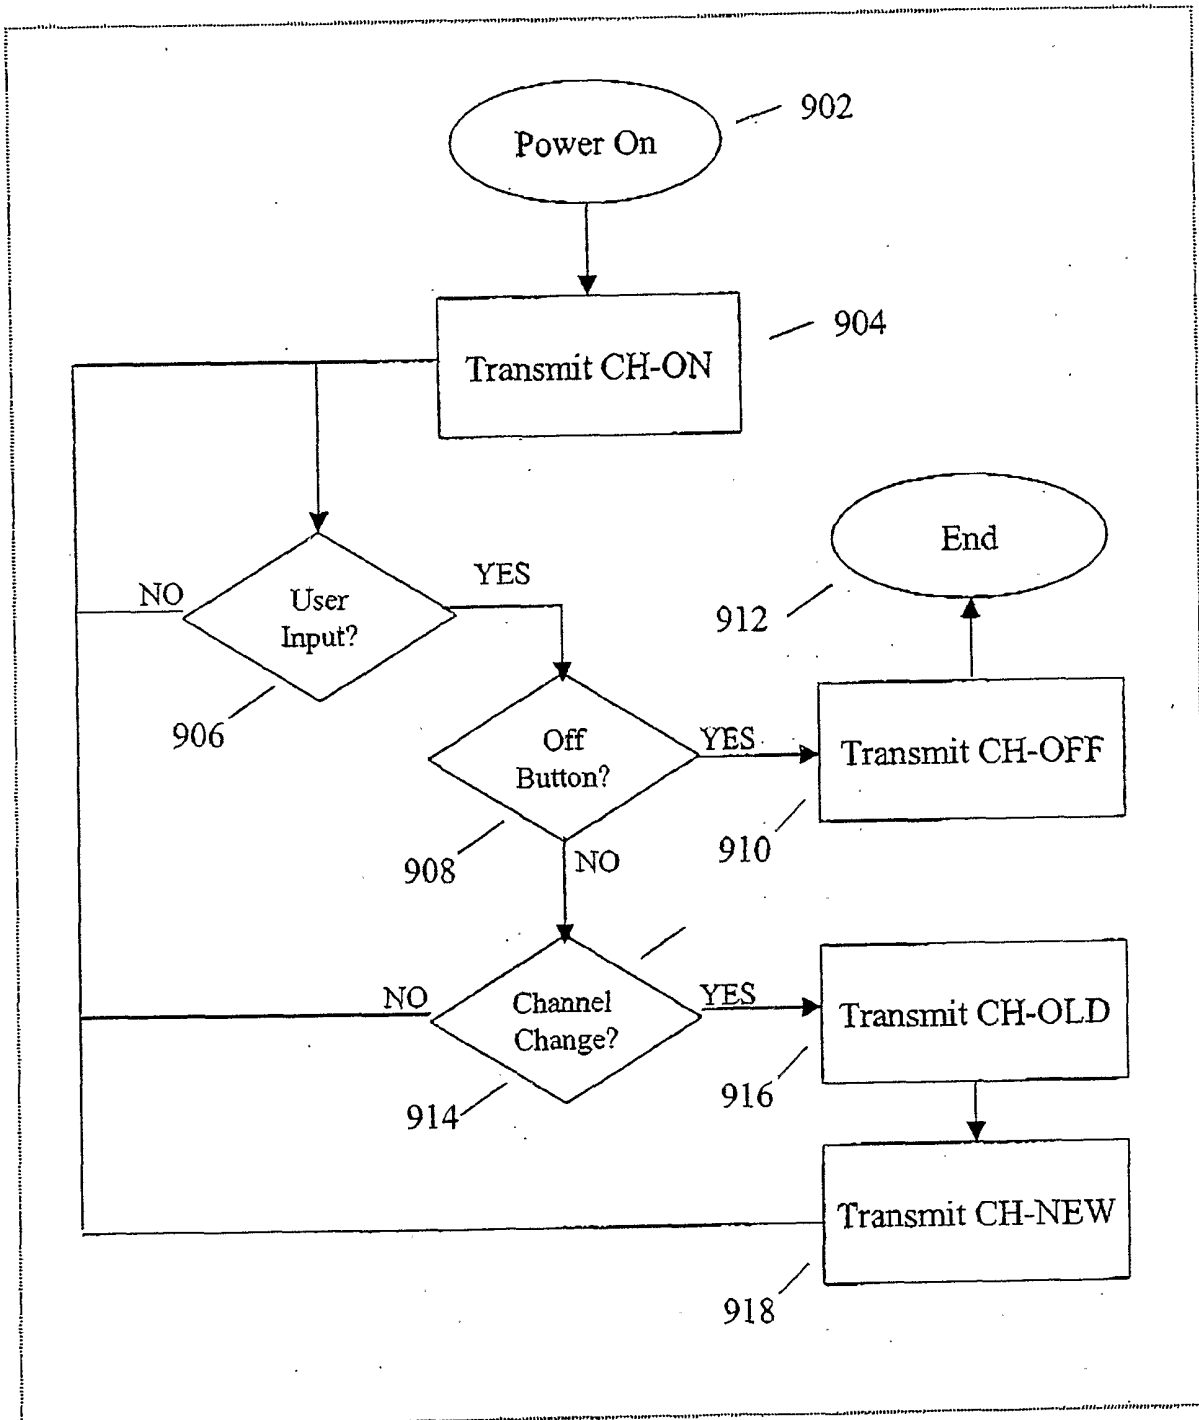 Power On
902
Transmit CH-ON
904
NO
User
Input?
YES
906
End
912
Off
Button?
YES
908
NO
Transmit CH-OFF
910
NO
Channel
Change?
YES
914
Transmit CH-OLD
916
Transmit CH-NEW
918